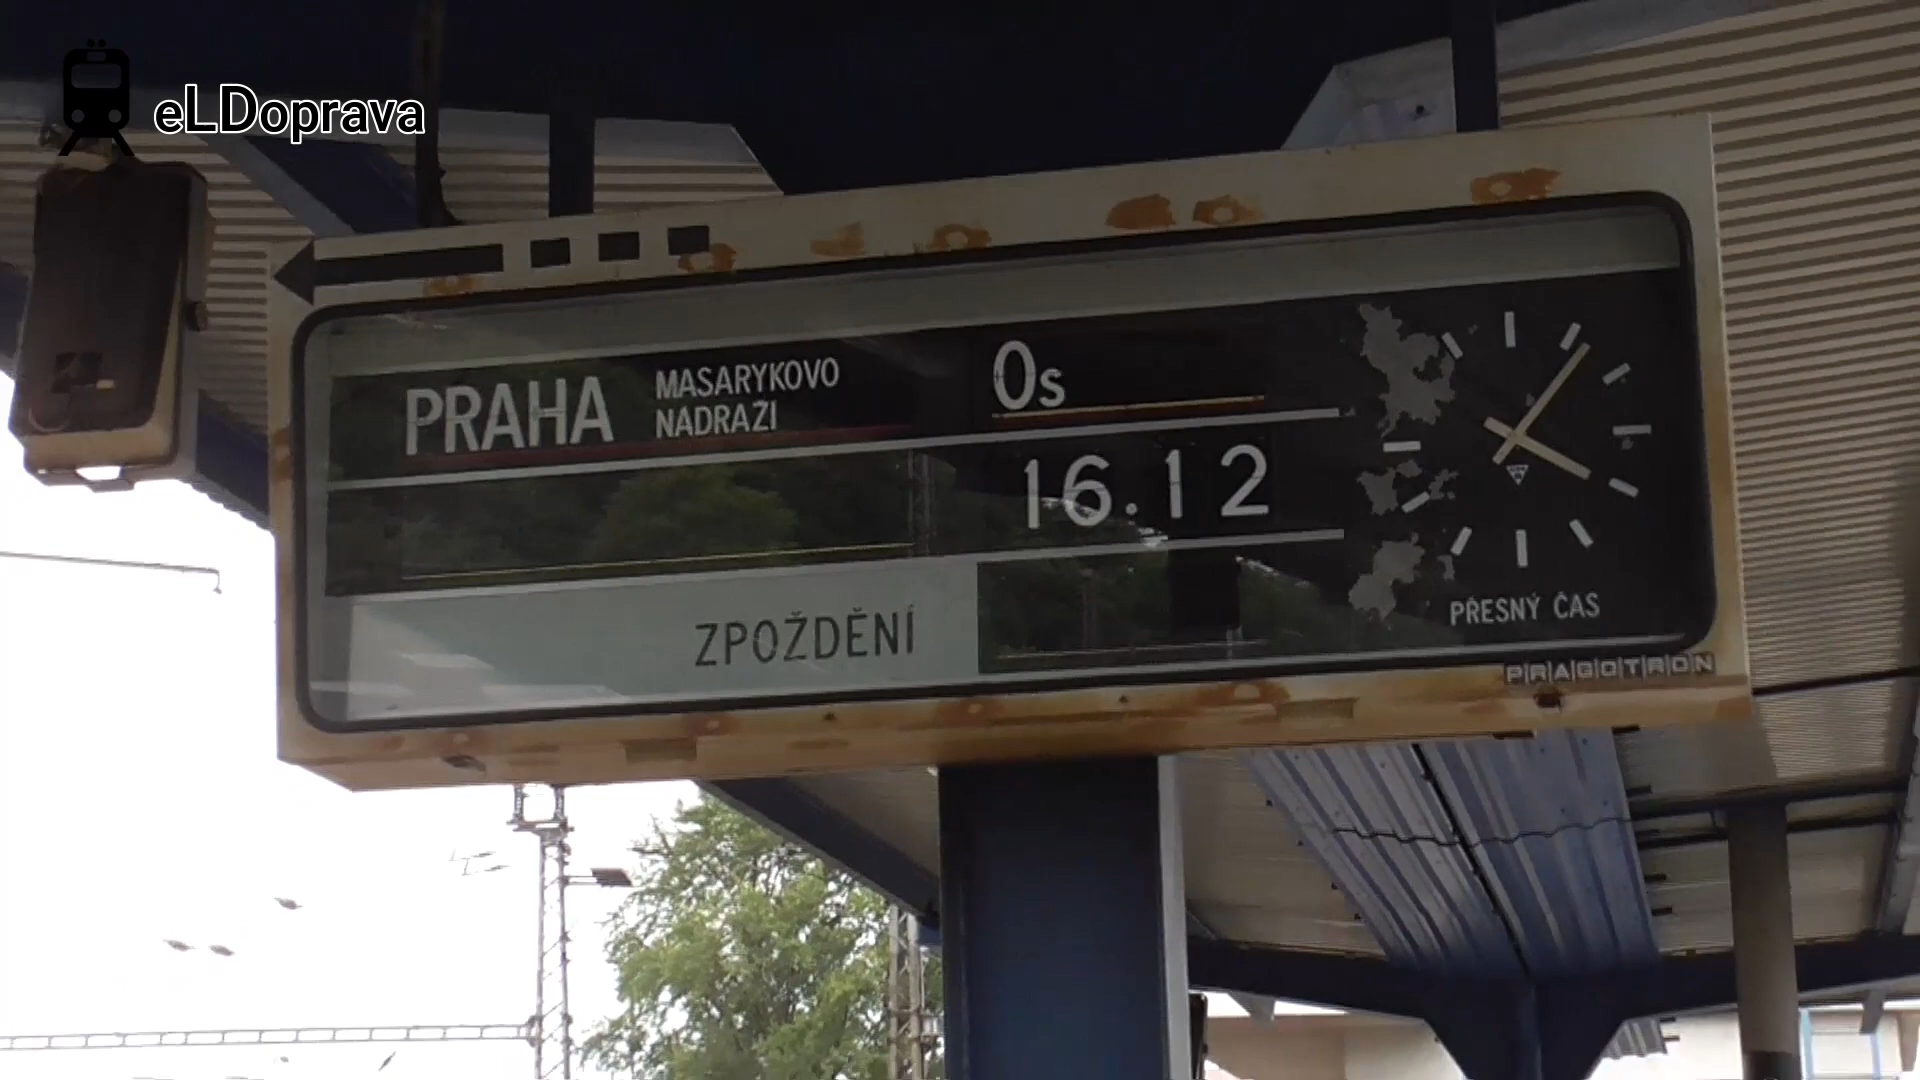 eLDoprava
PRAHA MASARYKOVO
NADRAZI
Os
16.12
ZPOŽDĚNÍ
PŘESNÝ ČAS
PRAGOTRON